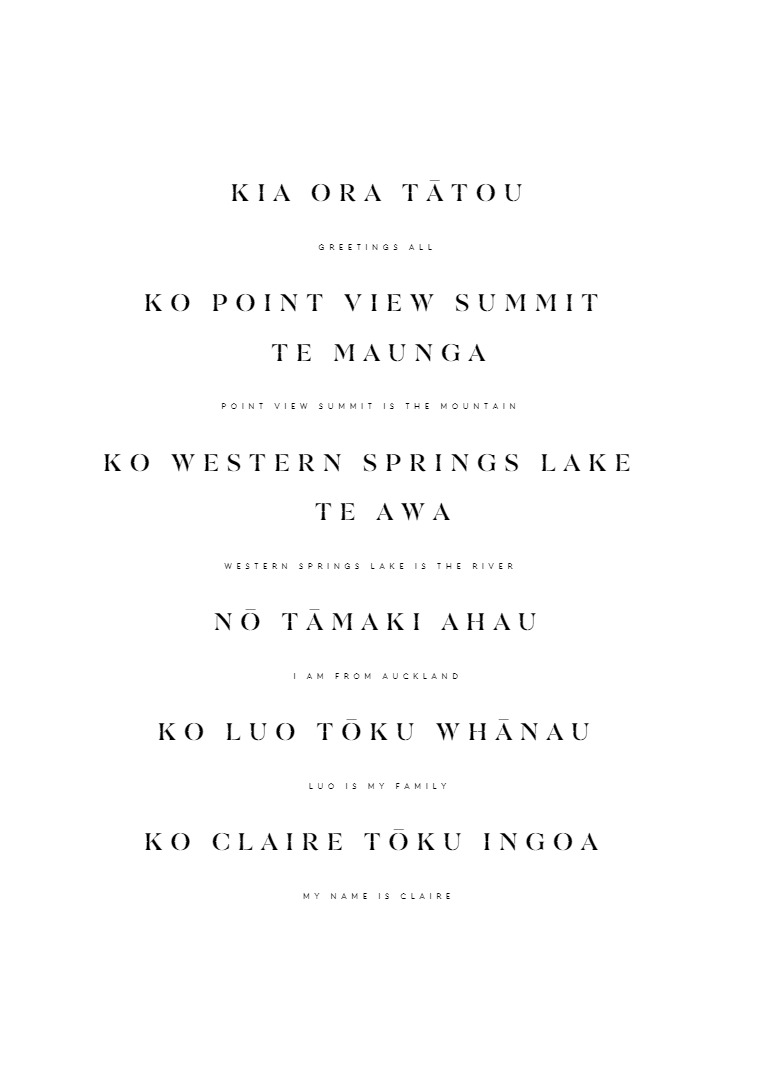 KIA ORA TĀTOU
GREETINGS ALL
KO POINT VIEW SUMMIT
TE MAUNGA
POINT VIEW SUMMIT IS THE MOUNTAIN
KO WESTERN SPRINGS LAKE
TE AWA
WESTERN SPRINGS LAKE IS THE RIVER
NŌ TĀMAKI AHAU
I AM FROM AUCKLAND
KO LUO TŌKU WHĀNAU
LUO IS MY FAMILY
KO CLAIRE TŌKU INGOA
MY NAME IS CLAIRE